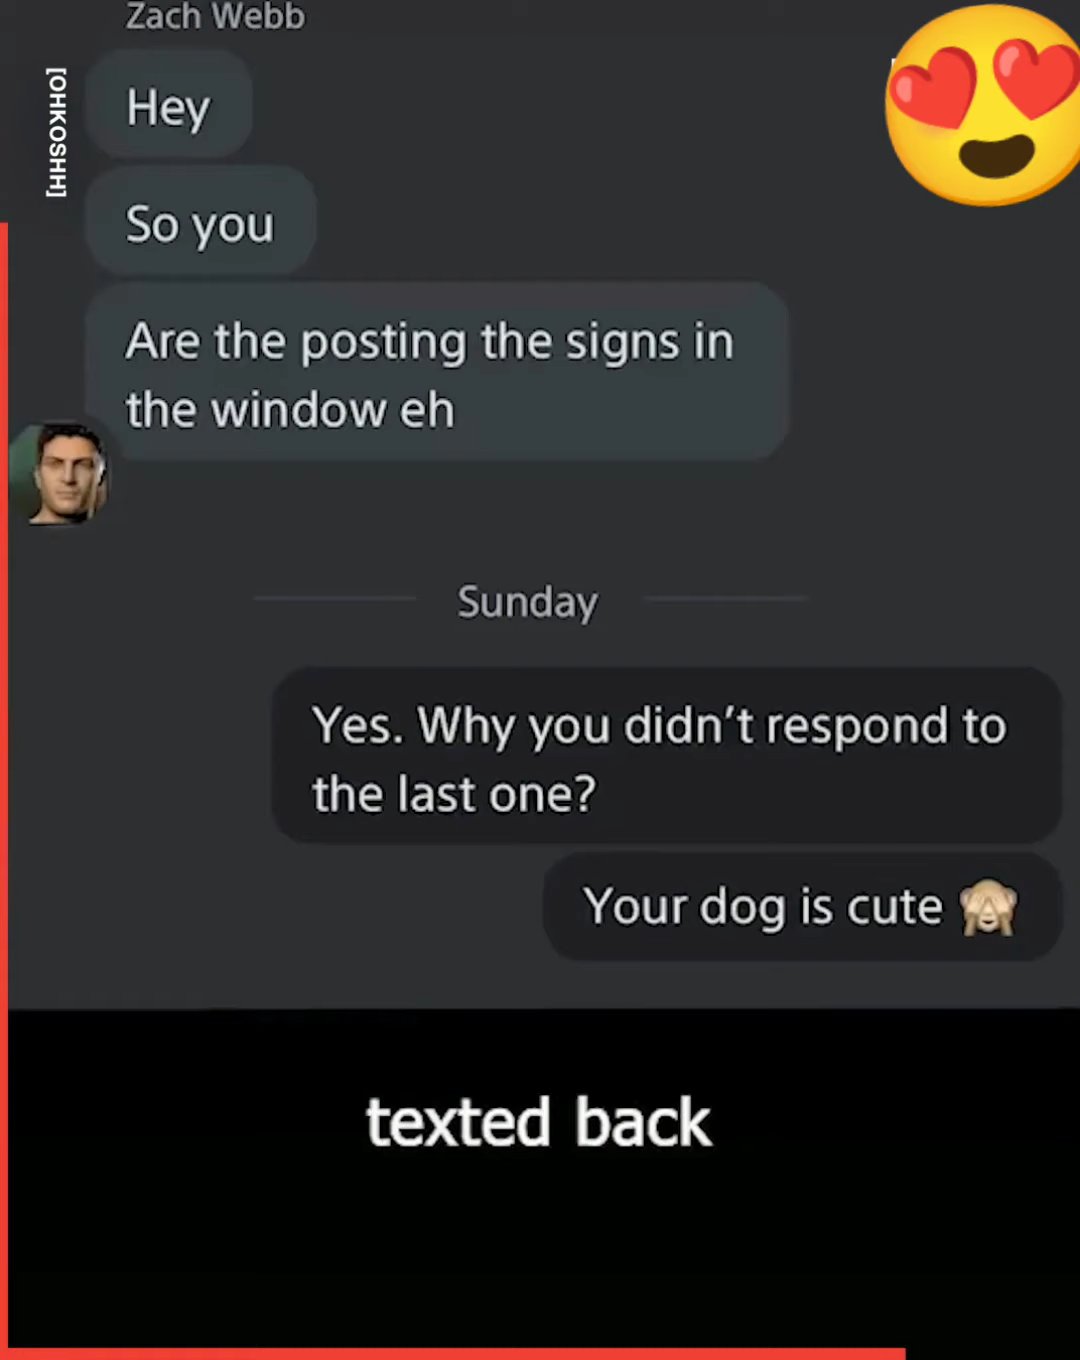 Zach Webb
[OHKOSHH]
Hey
So you
Are the posting the signs in
the window eh
Sunday
Yes. Why you didn’t respond to
the last one?
Your dog is cute 🙈
texted back